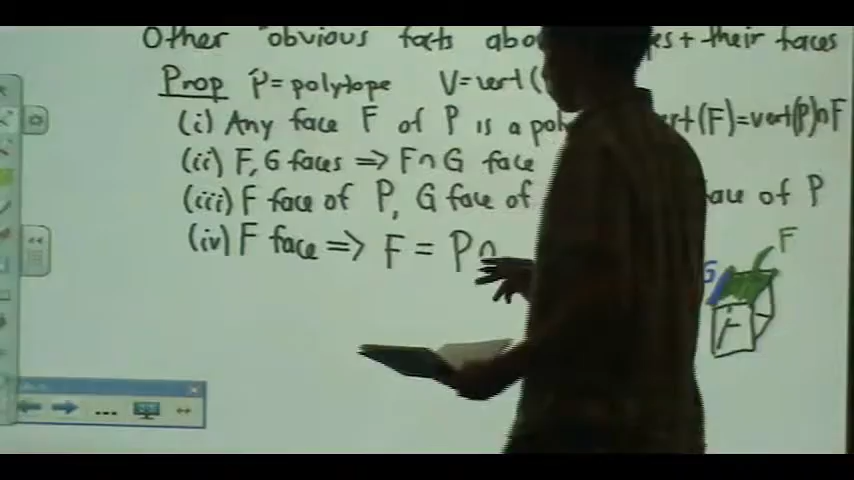 Other obvious facts abo es + their faces
Prop P = polytope V = vert(
(i) Any face F of P is a pol rt(F) = vert(P) ∩ F
(ii) F, G faces => F ∩ G face
(iii) F face of P, G face of face of P
(iv) F face => F = P ∩
F
G